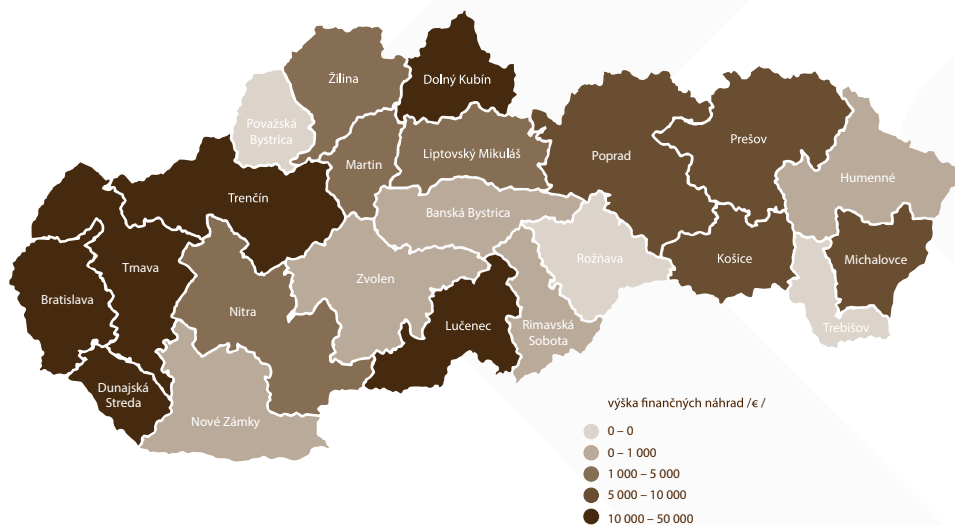 Žilina
Dolný Kubín
Považská
Bystrica
Martin
Liptovský Mikuláš
Poprad
Prešov
Humenné
Trenčín
Banská Bystrica
Rožňava
Košice
Michalovce
Trnava
Zvolen
Bratislava
Nitra
Lučenec
Rimavská
Sobota
Trebišov
Dunajská
Streda
Nové Zámky
výška finančných náhrad /€ /
0 – 0
0 – 1 000
1 000 – 5 000
5 000 – 10 000
10 000 – 50 000